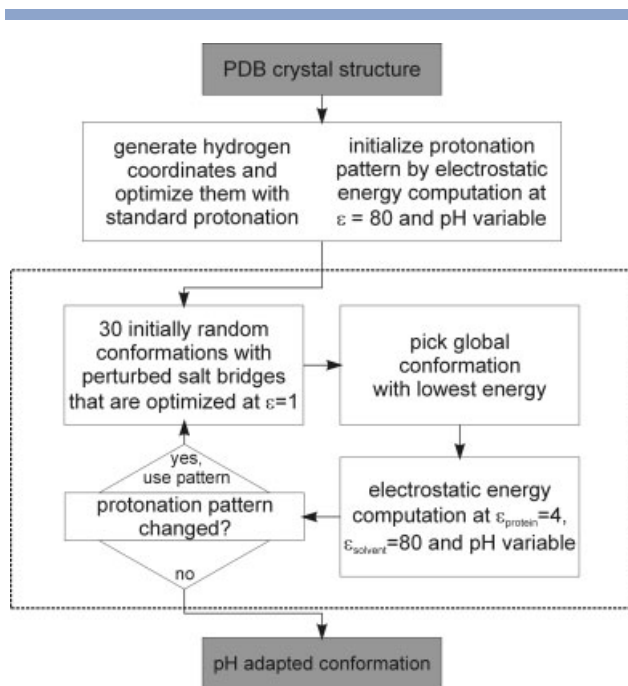 PDB crystal structure
generate hydrogen
coordinates and
optimize them with
standard protonation
initialize protonation
pattern by electrostatic
energy computation at
ε = 80 and pH variable
30 initially random
conformations with
perturbed salt bridges
that are optimized at ε=1
pick global
conformation
with lowest energy
electrostatic energy
computation at εprotein=4,
εsolvent=80 and pH variable
yes,
use pattern
protonation pattern
changed?
no
pH adapted conformation